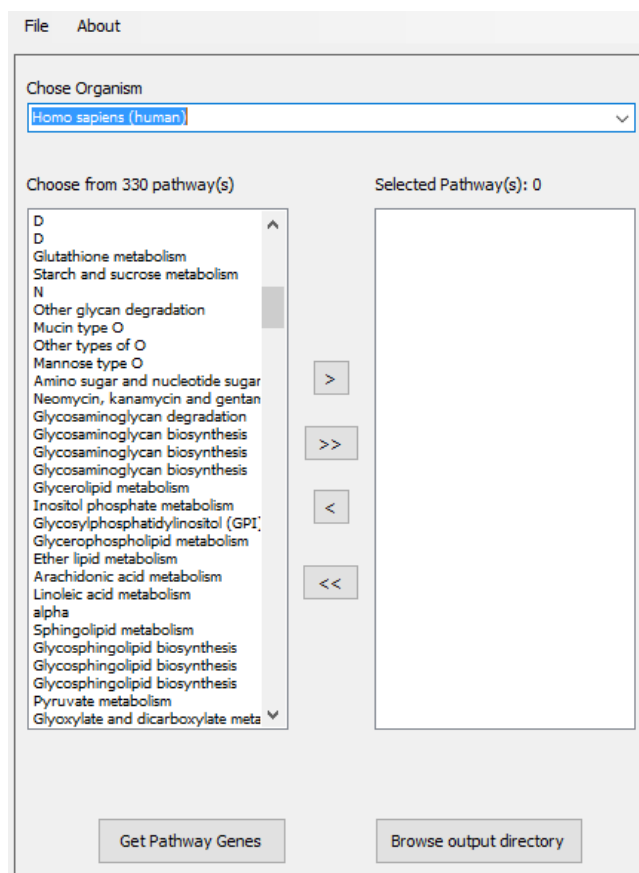 File About
Chose Organism
Homo sapiens (human)
Choose from 330 pathway(s)
Selected Pathway(s): 0
D
D
Glutathione metabolism
Starch and sucrose metabolism
N
Other glycan degradation
Mucin type O
Other types of O
Mannose type O
Amino sugar and nucleotide sugar
Neomycin, kanamycin and gentam
Glycosaminoglycan degradation
Glycosaminoglycan biosynthesis
Glycosaminoglycan biosynthesis
Glycosaminoglycan biosynthesis
Glycerolipid metabolism
Inositol phosphate metabolism
Glycosylphosphatidylinositol (GPI)
Glycerophospholipid metabolism
Ether lipid metabolism
Arachidonic acid metabolism
Linoleic acid metabolism
alpha
Sphingolipid metabolism
Glycosphingolipid biosynthesis
Glycosphingolipid biosynthesis
Glycosphingolipid biosynthesis
Pyruvate metabolism
Glyoxylate and dicarboxylate meta
>
>>
<
<<
Get Pathway Genes
Browse output directory